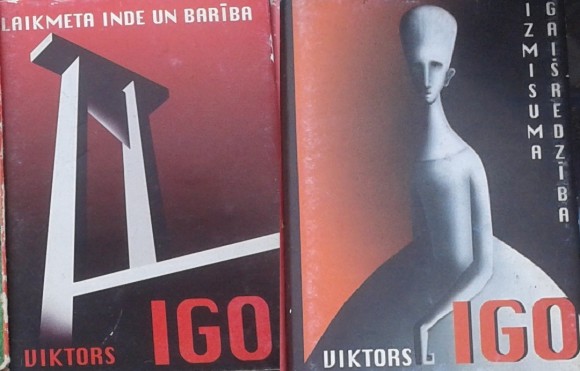 LAIKMETA INDE UN BARĪBA
VIKTORS IGO
IZMISUMA
GAIŠREDZĪBA
VIKTORS IGO